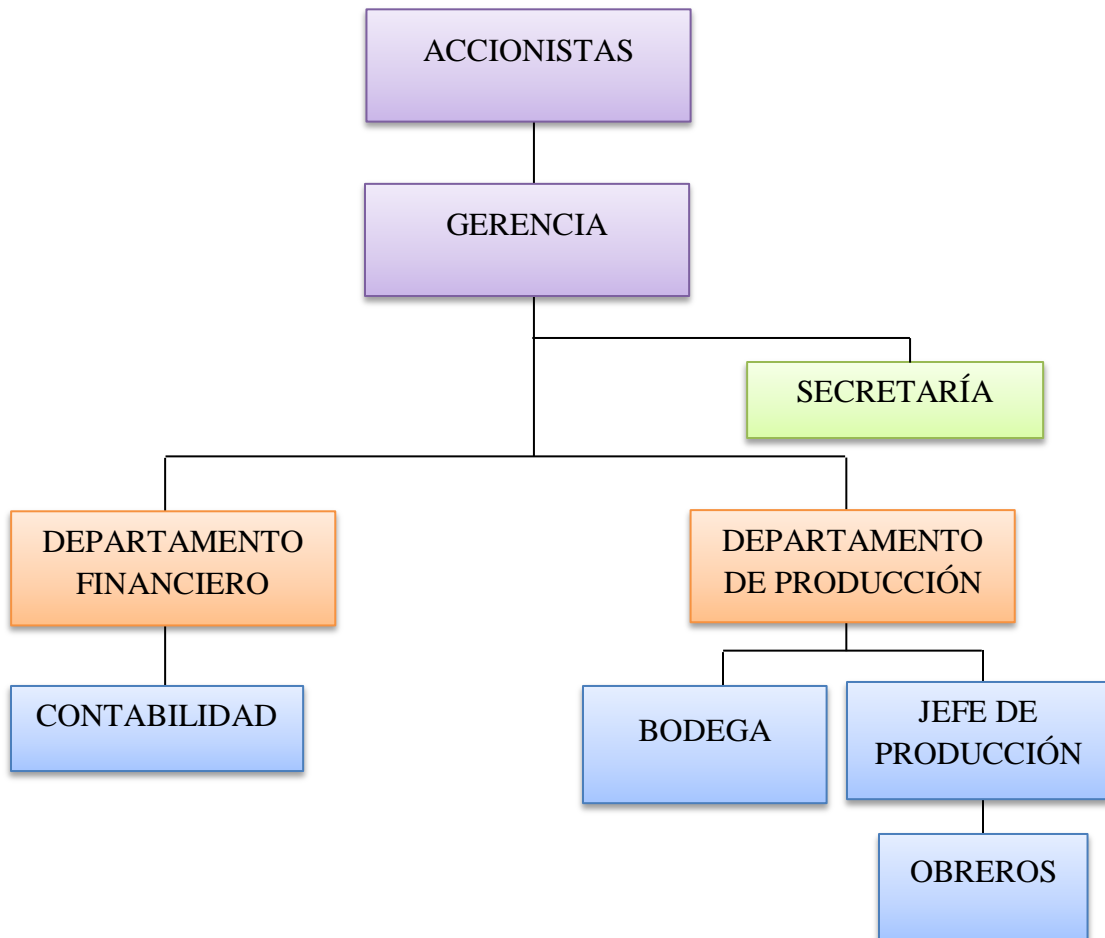 ACCIONISTAS
GERENCIA
SECRETARÍA
DEPARTAMENTO
FINANCIERO
DEPARTAMENTO
DE PRODUCCIÓN
CONTABILIDAD
BODEGA
JEFE DE
PRODUCCIÓN
OBREROS